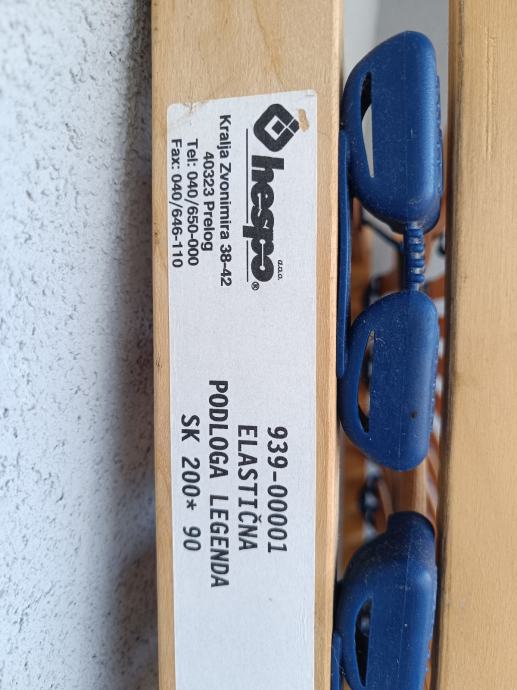 hespo d.o.o. ®
Kralja Zvonimira 38-42
40323 Prelog
Tel: 040/650-000
Fax: 040/646-110
939-00001
ELASTIČNA
PODLOGA LEGENDA
SK 200* 90